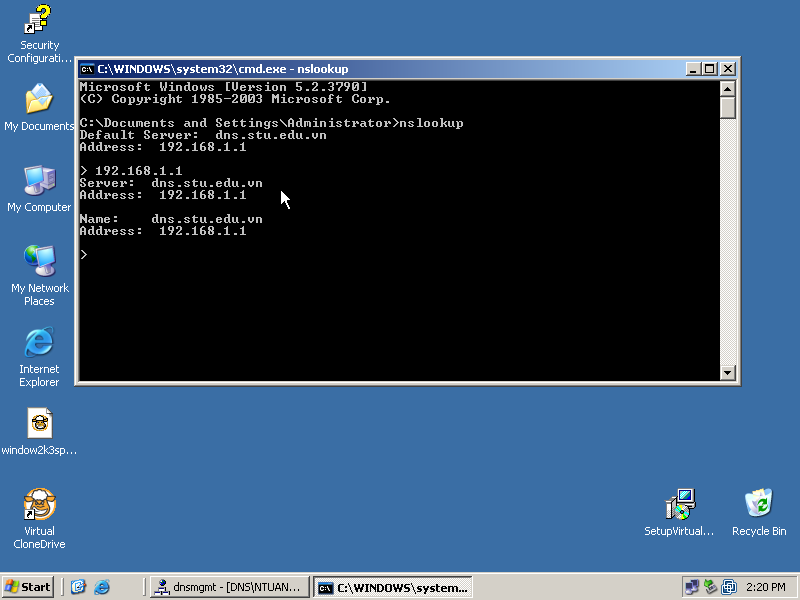 Security
Configurati...
My Documents
My Computer
My Network
Places
Internet
Explorer
window2k3sp...
Virtual
CloneDrive
C:\WINDOWS\system32\cmd.exe - nslookup
Microsoft Windows [Version 5.2.3790]
(C) Copyright 1985-2003 Microsoft Corp.
C:\Documents and Settings\Administrator>nslookup
Default Server:  dns.stu.edu.vn
Address:  192.168.1.1
> 192.168.1.1
Server:  dns.stu.edu.vn
Address:  192.168.1.1
Name:    dns.stu.edu.vn
Address:  192.168.1.1
>
SetupVirtual...
Recycle Bin
Start
dnsmgmt - [DNS\NTUAN...
C:\WINDOWS\system...
2:20 PM